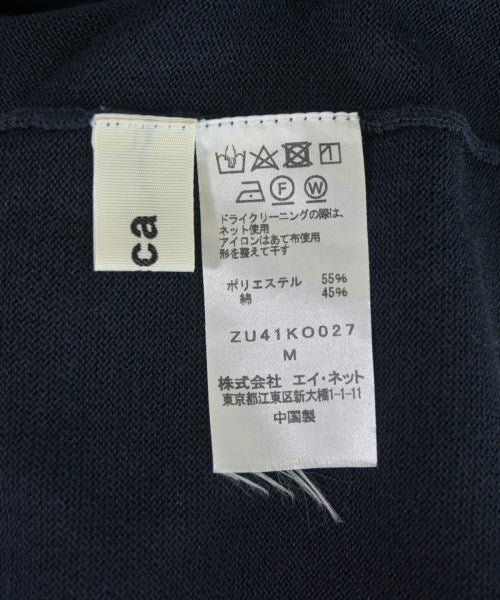 ca
F W
ドライクリーニングの際は、
ネット使用
アイロンはあて布使用
形を整えて干す
ポリエステル 55%
綿 45%
ZU41KO027
M
株式会社 エイ・ネット
東京都江東区新大橋1-1-11
中国製